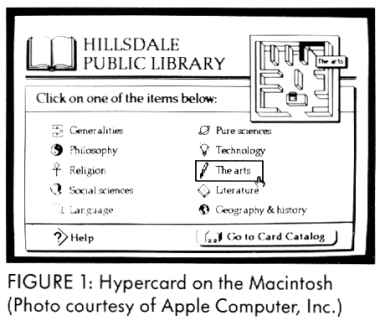 HILLSDALE
PUBLIC LIBRARY
The arts
Click on one of the items below:
Generalities
Pure sciences
Philosophy
Technology
Religion
The arts
Social sciences
Literature
Language
Geography & history
Help
Go to Card Catalog
FIGURE 1: Hypercard on the Macintosh
(Photo courtesy of Apple Computer, Inc.)